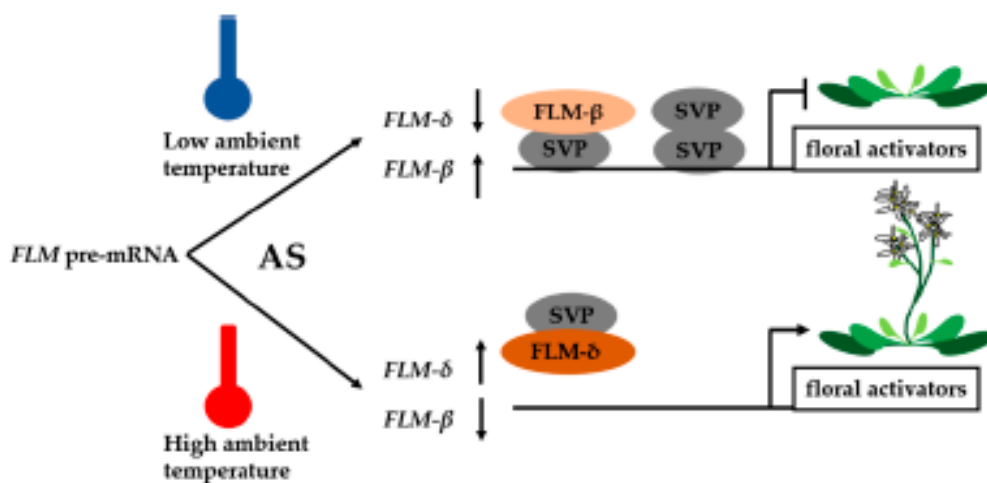 Low ambient
temperature
FLM-δ
FLM-β
FLM-β
SVP
SVP
SVP
floral activators
FLM pre-mRNA
AS
High ambient
temperature
FLM-δ
FLM-β
SVP
FLM-δ
floral activators